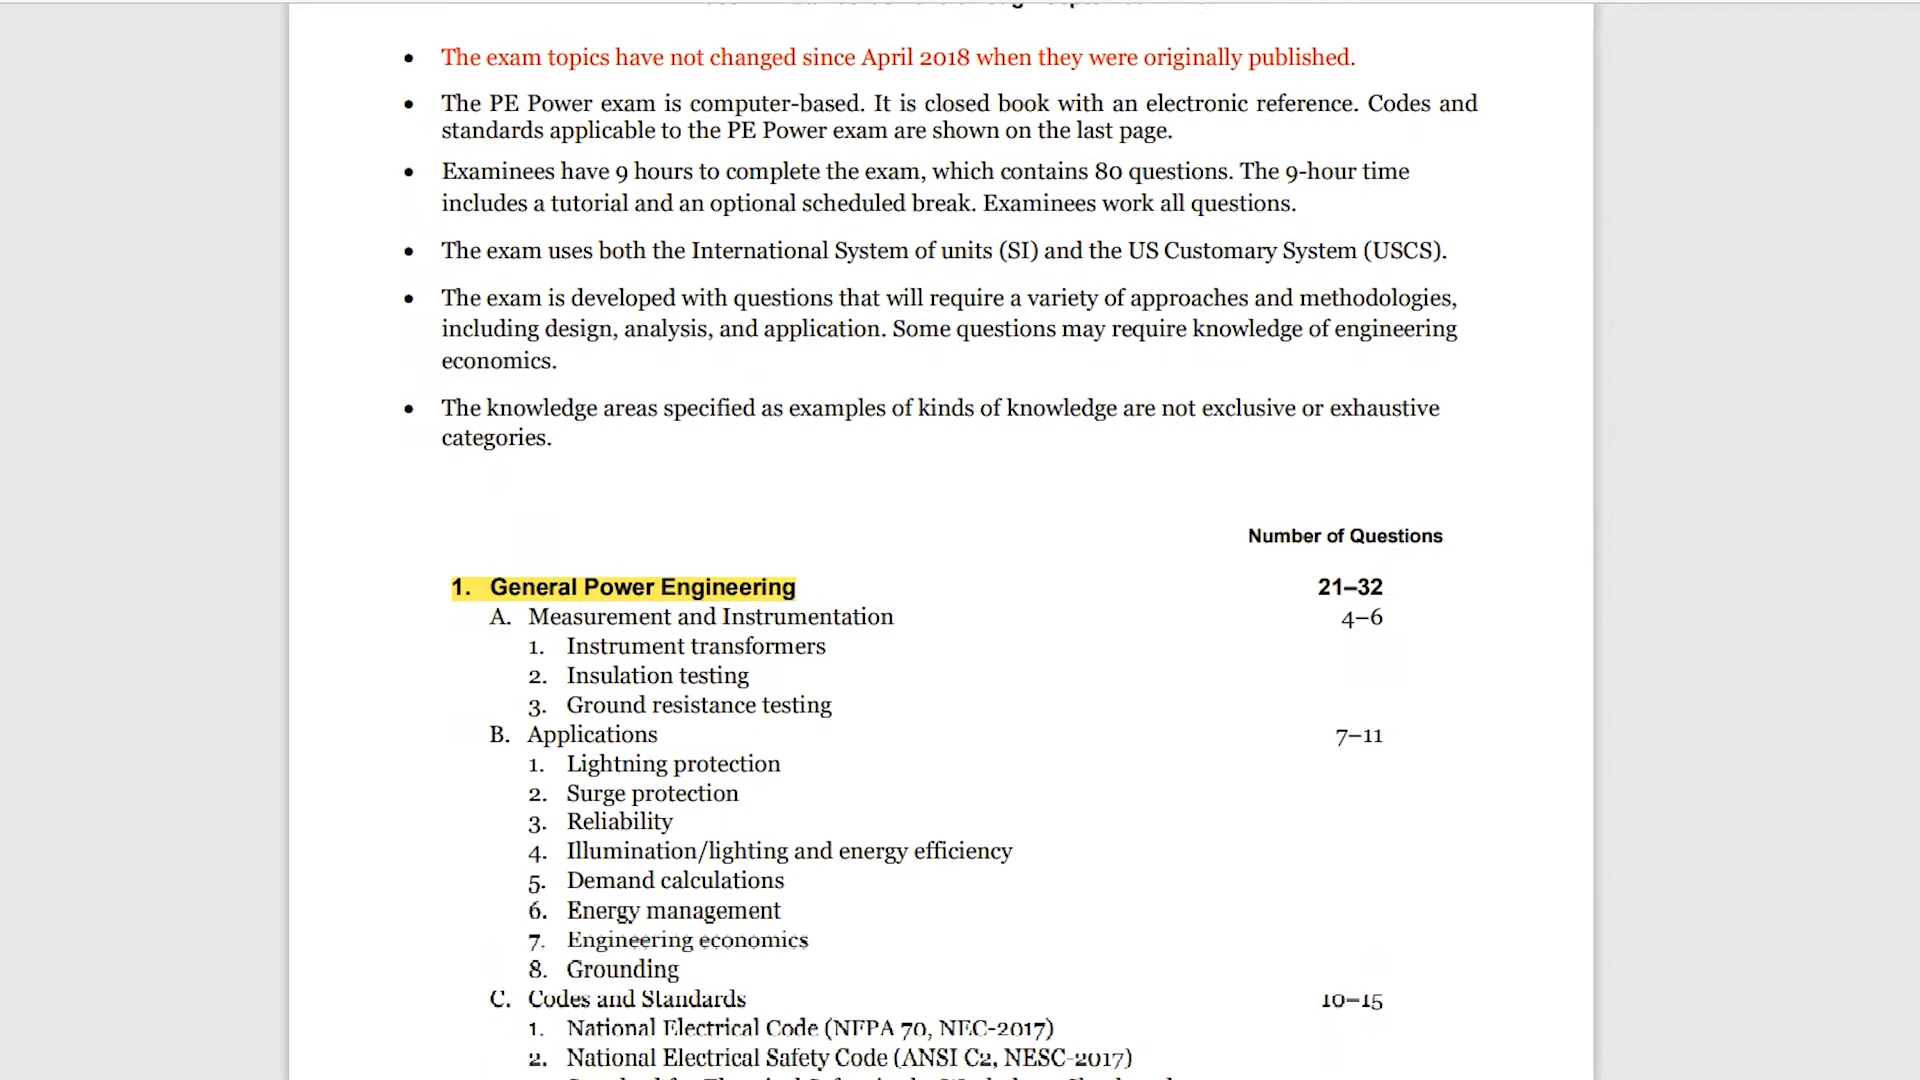 • The exam topics have not changed since April 2018 when they were originally published.
• The PE Power exam is computer-based. It is closed book with an electronic reference. Codes and
standards applicable to the PE Power exam are shown on the last page.
• Examinees have 9 hours to complete the exam, which contains 80 questions. The 9-hour time
includes a tutorial and an optional scheduled break. Examinees work all questions.
• The exam uses both the International System of units (SI) and the US Customary System (USCS).
• The exam is developed with questions that will require a variety of approaches and methodologies,
including design, analysis, and application. Some questions may require knowledge of engineering
economics.
• The knowledge areas specified as examples of kinds of knowledge are not exclusive or exhaustive
categories.
Number of Questions
1. General Power Engineering 21–32
A. Measurement and Instrumentation 4–6
1. Instrument transformers
2. Insulation testing
3. Ground resistance testing
B. Applications 7–11
1. Lightning protection
2. Surge protection
3. Reliability
4. Illumination/lighting and energy efficiency
5. Demand calculations
6. Energy management
7. Engineering economics
8. Grounding
C. Codes and Standards 10–15
1. National Electrical Code (NFPA 70, NEC-2017)
2. National Electrical Safety Code (ANSI C2, NESC-2017)